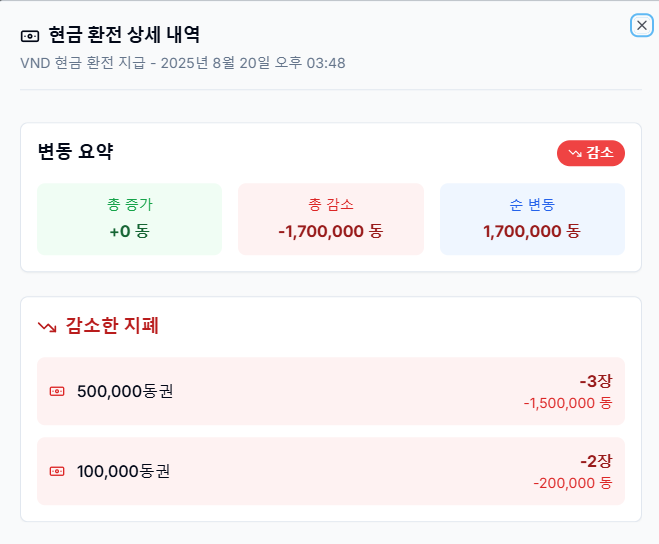 현금 환전 상세 내역
VND 현금 환전 지급 - 2025년 8월 20일 오후 03:48
변동 요약
감소
총 증가
+0 동
총 감소
-1,700,000 동
순 변동
1,700,000 동
감소한 지폐
500,000동권
-3장
-1,500,000 동
100,000동권
-2장
-200,000 동